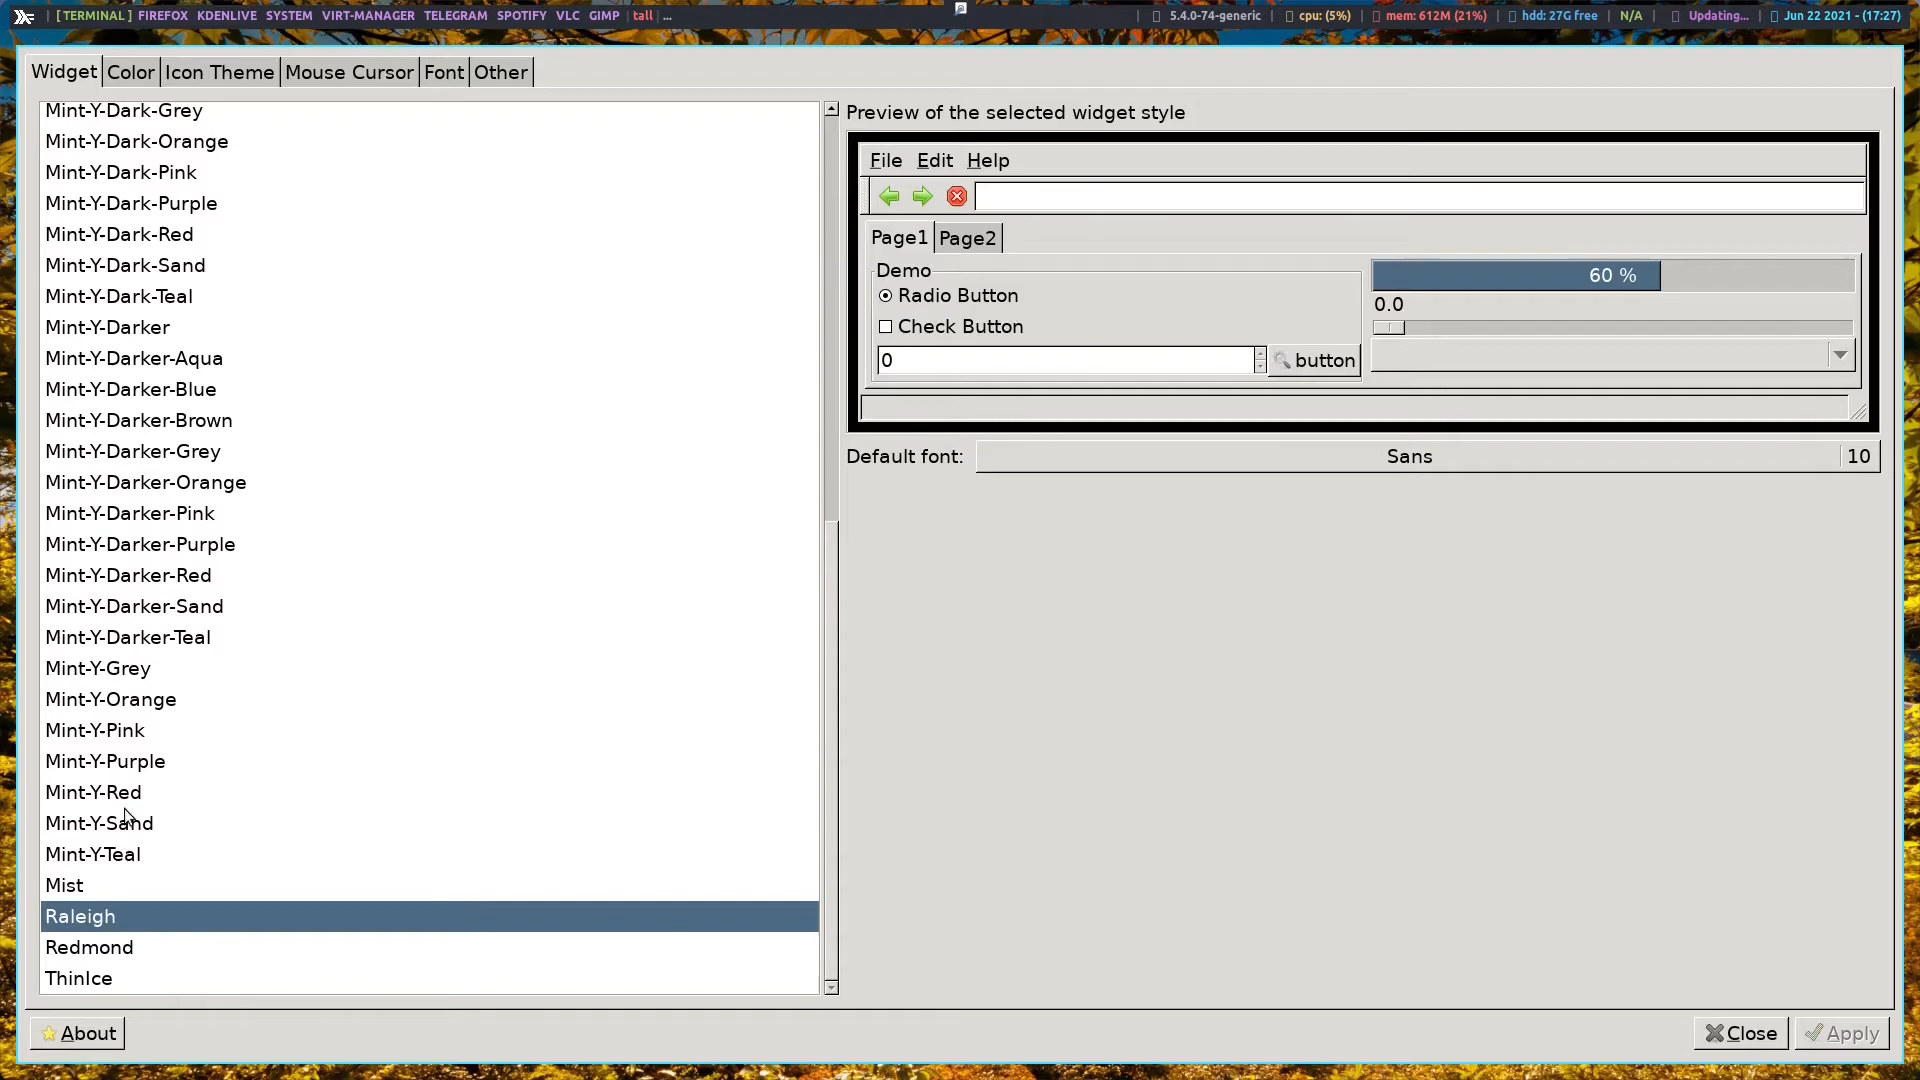 [ TERMINAL ] FIREFOX KDENLIVE SYSTEM VIRT-MANAGER TELEGRAM SPOTIFY VLC GIMP | tall | ...
| 5.4.0-74-generic | cpu: (5%) | mem: 612M (21%) | hdd: 27G free | N/A | Updating... | Jun 22 2021 - (17:27)
Widget Color Icon Theme Mouse Cursor Font Other
Mint-Y-Dark-Grey
Mint-Y-Dark-Orange
Mint-Y-Dark-Pink
Mint-Y-Dark-Purple
Mint-Y-Dark-Red
Mint-Y-Dark-Sand
Mint-Y-Dark-Teal
Mint-Y-Darker
Mint-Y-Darker-Aqua
Mint-Y-Darker-Blue
Mint-Y-Darker-Brown
Mint-Y-Darker-Grey
Mint-Y-Darker-Orange
Mint-Y-Darker-Pink
Mint-Y-Darker-Purple
Mint-Y-Darker-Red
Mint-Y-Darker-Sand
Mint-Y-Darker-Teal
Mint-Y-Grey
Mint-Y-Orange
Mint-Y-Pink
Mint-Y-Purple
Mint-Y-Red
Mint-Y-Sand
Mint-Y-Teal
Mist
Raleigh
Redmond
ThinIce
Preview of the selected widget style
File Edit Help
Page1 Page2
Demo
Radio Button
Check Button
0
button
60 %
0.0
Default font: Sans 10
About
Close Apply